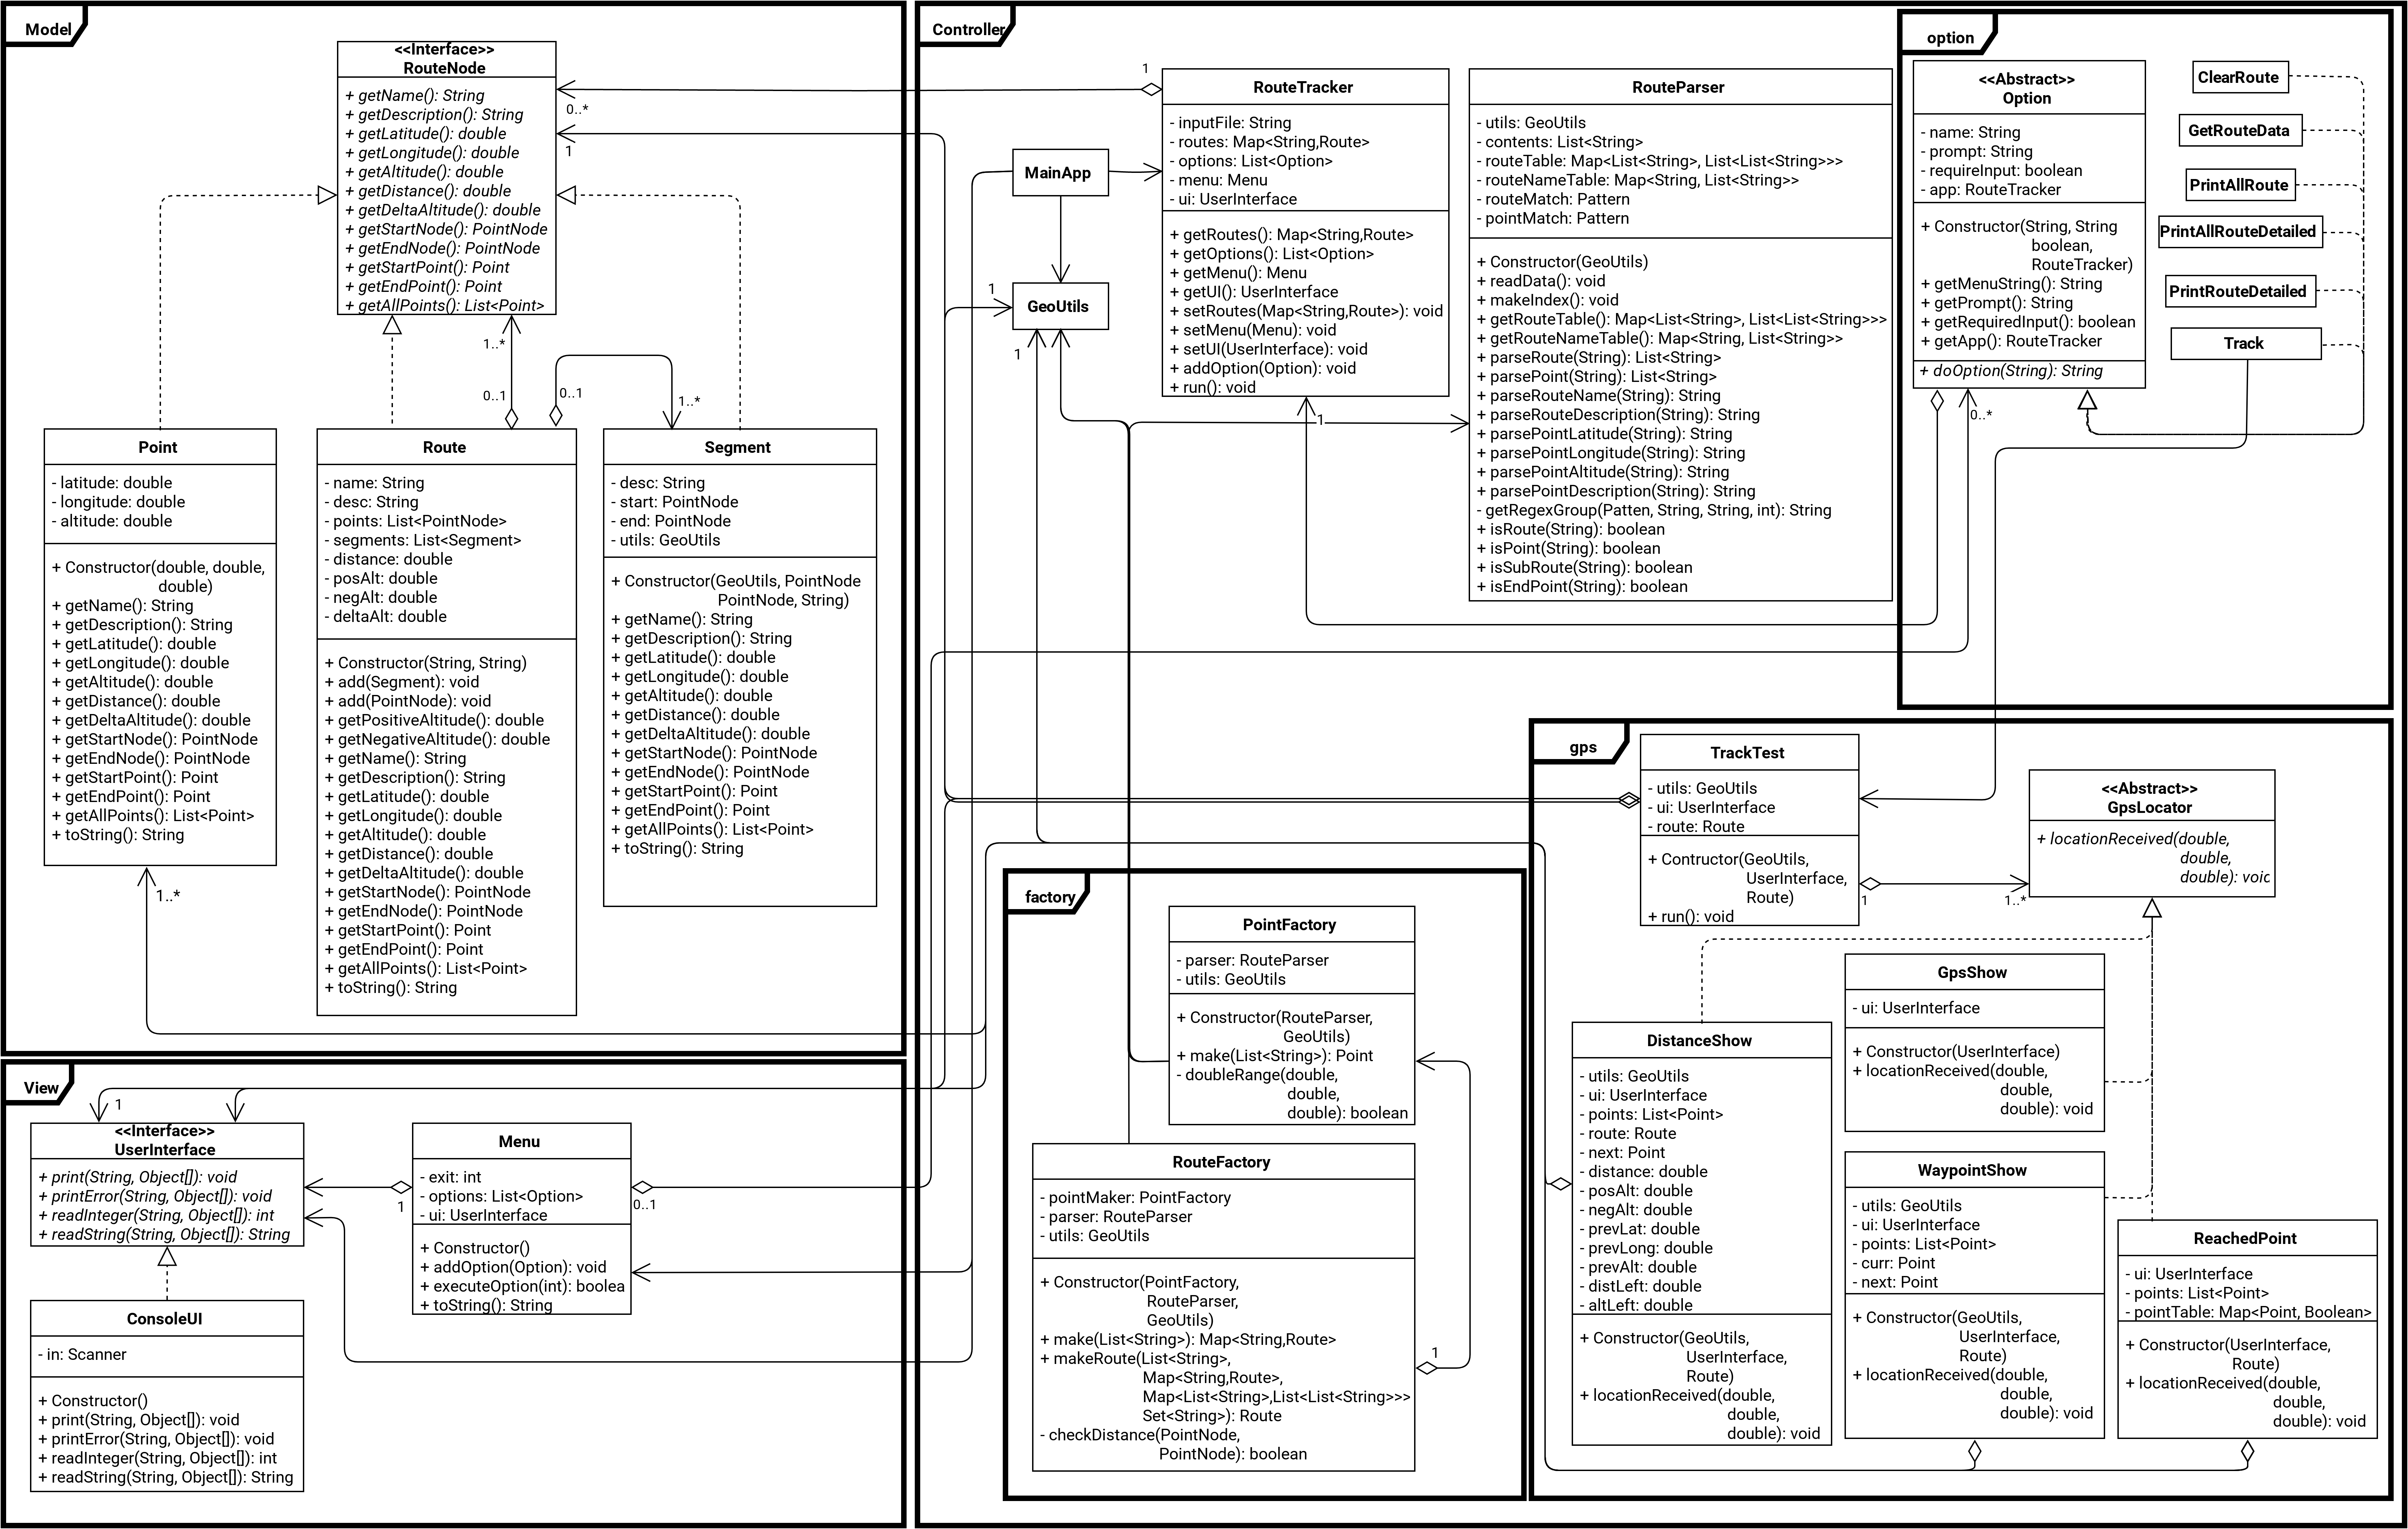 Model
<<Interface>>
RouteNode
+ getName(): String
+ getDescription(): String
+ getLatitude(): double
+ getLongitude(): double
+ getAltitude(): double
+ getDistance(): double
+ getDeltaAltitude(): double
+ getStartNode(): PointNode
+ getEndNode(): PointNode
+ getStartPoint(): Point
+ getEndPoint(): Point
+ getAllPoints(): List<Point>
0..*
1
1..*
0..1
0..1
1..*
Point
- latitude: double
- longitude: double
- altitude: double
+ Constructor(double, double,
double)
+ getName(): String
+ getDescription(): String
+ getLatitude(): double
+ getLongitude(): double
+ getAltitude(): double
+ getDistance(): double
+ getDeltaAltitude(): double
+ getStartNode(): PointNode
+ getEndNode(): PointNode
+ getStartPoint(): Point
+ getEndPoint(): Point
+ getAllPoints(): List<Point>
+ toString(): String
1..*
Route
- name: String
- desc: String
- points: List<PointNode>
- segments: List<Segment>
- distance: double
- posAlt: double
- negAlt: double
- deltaAlt: double
+ Constructor(String, String)
+ add(Segment): void
+ add(PointNode): void
+ getPositiveAltitude(): double
+ getNegativeAltitude(): double
+ getName(): String
+ getDescription(): String
+ getLatitude(): double
+ getLongitude(): double
+ getAltitude(): double
+ getDistance(): double
+ getDeltaAltitude(): double
+ getStartNode(): PointNode
+ getEndNode(): PointNode
+ getStartPoint(): Point
+ getEndPoint(): Point
+ getAllPoints(): List<Point>
+ toString(): String
Segment
- desc: String
- start: PointNode
- end: PointNode
- utils: GeoUtils
+ Constructor(GeoUtils, PointNode
PointNode, String)
+ getName(): String
+ getDescription(): String
+ getLatitude(): double
+ getLongitude(): double
+ getAltitude(): double
+ getDistance(): double
+ getDeltaAltitude(): double
+ getStartNode(): PointNode
+ getEndNode(): PointNode
+ getStartPoint(): Point
+ getEndPoint(): Point
+ getAllPoints(): List<Point>
+ toString(): String
View
1
<<Interface>>
UserInterface
+ print(String, Object[]): void
+ printError(String, Object[]): void
+ readInteger(String, Object[]): int
+ readString(String, Object[]): String
ConsoleUI
- in: Scanner
+ Constructor()
+ print(String, Object[]): void
+ printError(String, Object[]): void
+ readInteger(String, Object[]): int
+ readString(String, Object[]): String
1
Menu
- exit: int
- options: List<Option>
- ui: UserInterface
+ Constructor()
+ addOption(Option): void
+ executeOption(int): boolea
+ toString(): String
0..1
Controller
1
MainApp
1
GeoUtils
1
RouteTracker
- inputFile: String
- routes: Map<String,Route>
- options: List<Option>
- menu: Menu
- ui: UserInterface
+ getRoutes(): Map<String,Route>
+ getOptions(): List<Option>
+ getMenu(): Menu
+ getUI(): UserInterface
+ setRoutes(Map<String,Route>): void
+ setMenu(Menu): void
+ setUI(UserInterface): void
+ addOption(Option): void
+ run(): void
1
RouteParser
- utils: GeoUtils
- contents: List<String>
- routeTable: Map<List<String>, List<List<String>>>
- routeNameTable: Map<String, List<String>>
- routeMatch: Pattern
- pointMatch: Pattern
+ Constructor(GeoUtils)
+ readData(): void
+ makeIndex(): void
+ getRouteTable(): Map<List<String>, List<List<String>>>
+ getRouteNameTable(): Map<String, List<String>>
+ parseRoute(String): List<String>
+ parsePoint(String): List<String>
+ parseRouteName(String): String
+ parseRouteDescription(String): String
+ parsePointLatitude(String): String
+ parsePointLongitude(String): String
+ parsePointAltitude(String): String
+ parsePointDescription(String): String
- getRegexGroup(Patten, String, String, int): String
+ isRoute(String): boolean
+ isPoint(String): boolean
+ isSubRoute(String): boolean
+ isEndPoint(String): boolean
option
<<Abstract>>
Option
- name: String
- prompt: String
- requireInput: boolean
- app: RouteTracker
+ Constructor(String, String
boolean,
RouteTracker)
+ getMenuString(): String
+ getPrompt(): String
+ getRequiredInput(): boolean
+ getApp(): RouteTracker
+ doOption(String): String
0..*
ClearRoute
GetRouteData
PrintAllRoute
PrintAllRouteDetailed
PrintRouteDetailed
Track
factory
PointFactory
- parser: RouteParser
- utils: GeoUtils
+ Constructor(RouteParser,
GeoUtils)
+ make(List<String>): Point
- doubleRange(double,
double,
double): boolean
RouteFactory
- pointMaker: PointFactory
- parser: RouteParser
- utils: GeoUtils
+ Constructor(PointFactory,
RouteParser,
GeoUtils)
+ make(List<String>): Map<String,Route>
+ makeRoute(List<String>,
Map<String,Route>,
Map<List<String>,List<List<String>>>
Set<String>): Route
- checkDistance(PointNode,
PointNode): boolean
1
gps
TrackTest
- utils: GeoUtils
- ui: UserInterface
- route: Route
+ Contructor(GeoUtils,
UserInterface,
Route)
+ run(): void
1
1..*
<<Abstract>>
GpsLocator
+ locationReceived(double,
double,
double): voic
DistanceShow
- utils: GeoUtils
- ui: UserInterface
- points: List<Point>
- route: Route
- next: Point
- distance: double
- posAlt: double
- negAlt: double
- prevLat: double
- prevLong: double
- prevAlt: double
- distLeft: double
- altLeft: double
+ Constructor(GeoUtils,
UserInterface,
Route)
+ locationReceived(double,
double,
double): void
GpsShow
- ui: UserInterface
+ Constructor(UserInterface)
+ locationReceived(double,
double,
double): void
WaypointShow
- utils: GeoUtils
- ui: UserInterface
- points: List<Point>
- curr: Point
- next: Point
+ Constructor(GeoUtils,
UserInterface,
Route)
+ locationReceived(double,
double,
double): void
ReachedPoint
- ui: UserInterface
- points: List<Point>
- pointTable: Map<Point, Boolean>
+ Constructor(UserInterface,
Route)
+ locationReceived(double,
double,
double): void